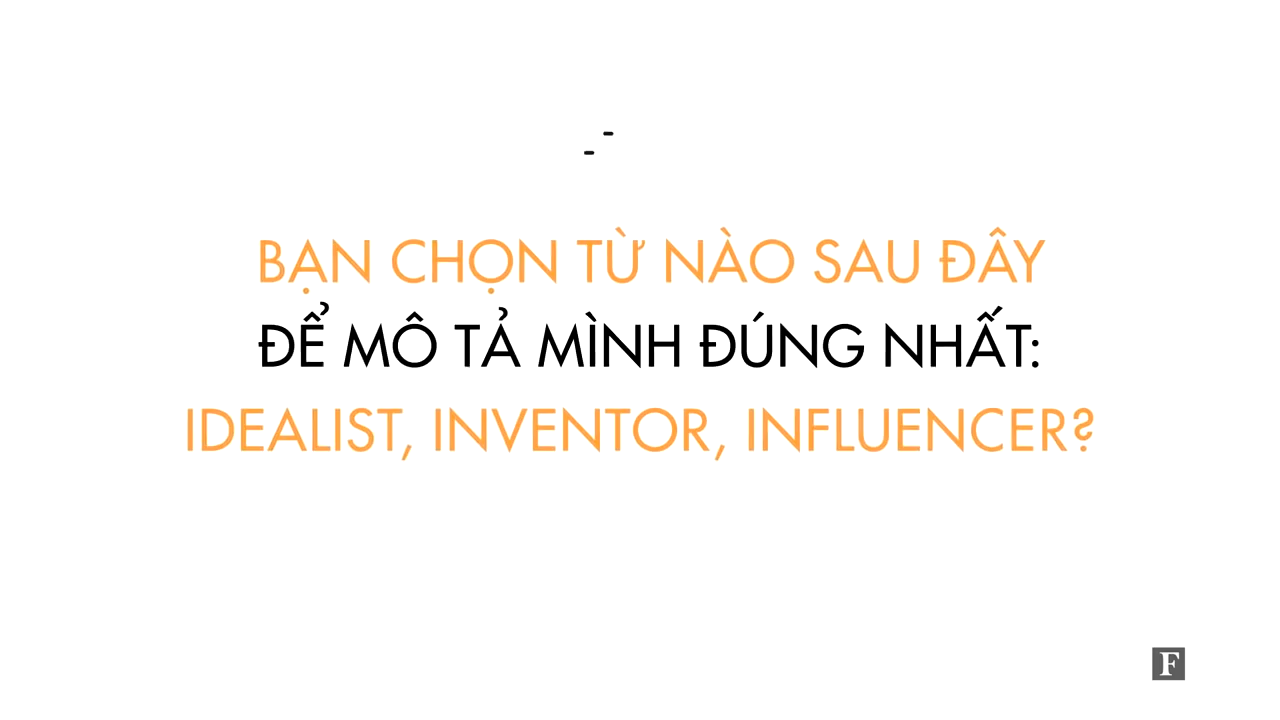 BẠN CHỌN TỪ NÀO SAU ĐÂY
ĐỂ MÔ TẢ MÌNH ĐÚNG NHẤT:
IDEALIST, INVENTOR, INFLUENCER?
F